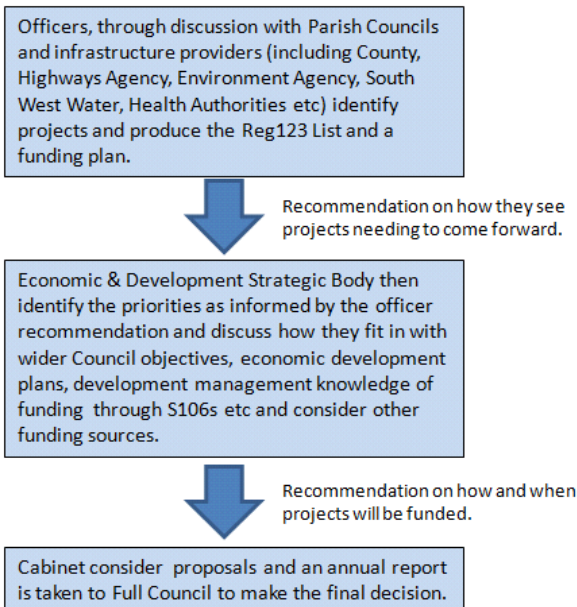 Officers, through discussion with Parish Councils
and infrastructure providers (including County,
Highways Agency, Environment Agency, South
West Water, Health Authorities etc) identify
projects and produce the Reg123 List and a
funding plan.
Recommendation on how they see
projects needing to come forward.
Economic & Development Strategic Body then
identify the priorities as informed by the officer
recommendation and discuss how they fit in with
wider Council objectives, economic development
plans, development management knowledge of
funding through S106s etc and consider other
funding sources.
Recommendation on how and when
projects will be funded.
Cabinet consider proposals and an annual report
is taken to Full Council to make the final decision.